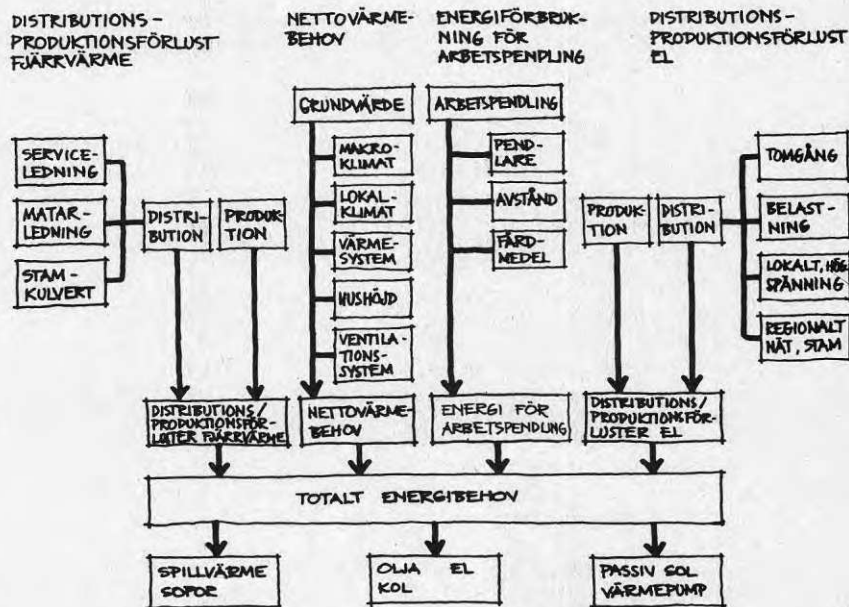 DISTRIBUTIONS-
PRODUKTIONSFÖRLUST
FJÄRRVÄRME
NETTOVÄRME-
BEHOV
ENERGIFÖRBRUK-
NING FÖR
ARBETSPENDLING
DISTRIBUTIONS-
PRODUKTIONSFÖRLUST
EL
GRUNDVÄRDE
ARBETSPENDLING
SERVICE-
LEDNING
MATAR-
LEDNING
STAM-
KULVERT
DISTRI-
BUTION
PRODUK-
TION
MAKRO-
KLIMAT
LOKAL-
KLIMAT
VÄRME-
SYSTEM
HUSHÖJD
VENTILA-
TIONS-
SYSTEM
PEND-
LARE
AVSTÅND
FÄRD-
MEDEL
PRODUK-
TION
DISTRI-
BUTION
TOMGÅNG
BELAST-
NING
LOKALT, HÖG
SPÄNNING
REGIONALT
NÄT, STAM
DISTRIBUTIONS/
PRODUKTIONSFÖR-
LUSTER FJÄRRVÄRME
NETTOVÄRME-
BEHOV
ENERGI FÖR
ARBETSPENDLING
DISTRIBUTIONS/
PRODUKTIONSFÖR-
LUSTER EL
TOTALT ENERGIBEHOV
SPILLVÄRME
SOPOR
OLJA EL
KOL
PASSIV SOL
VÄRMEPUMP